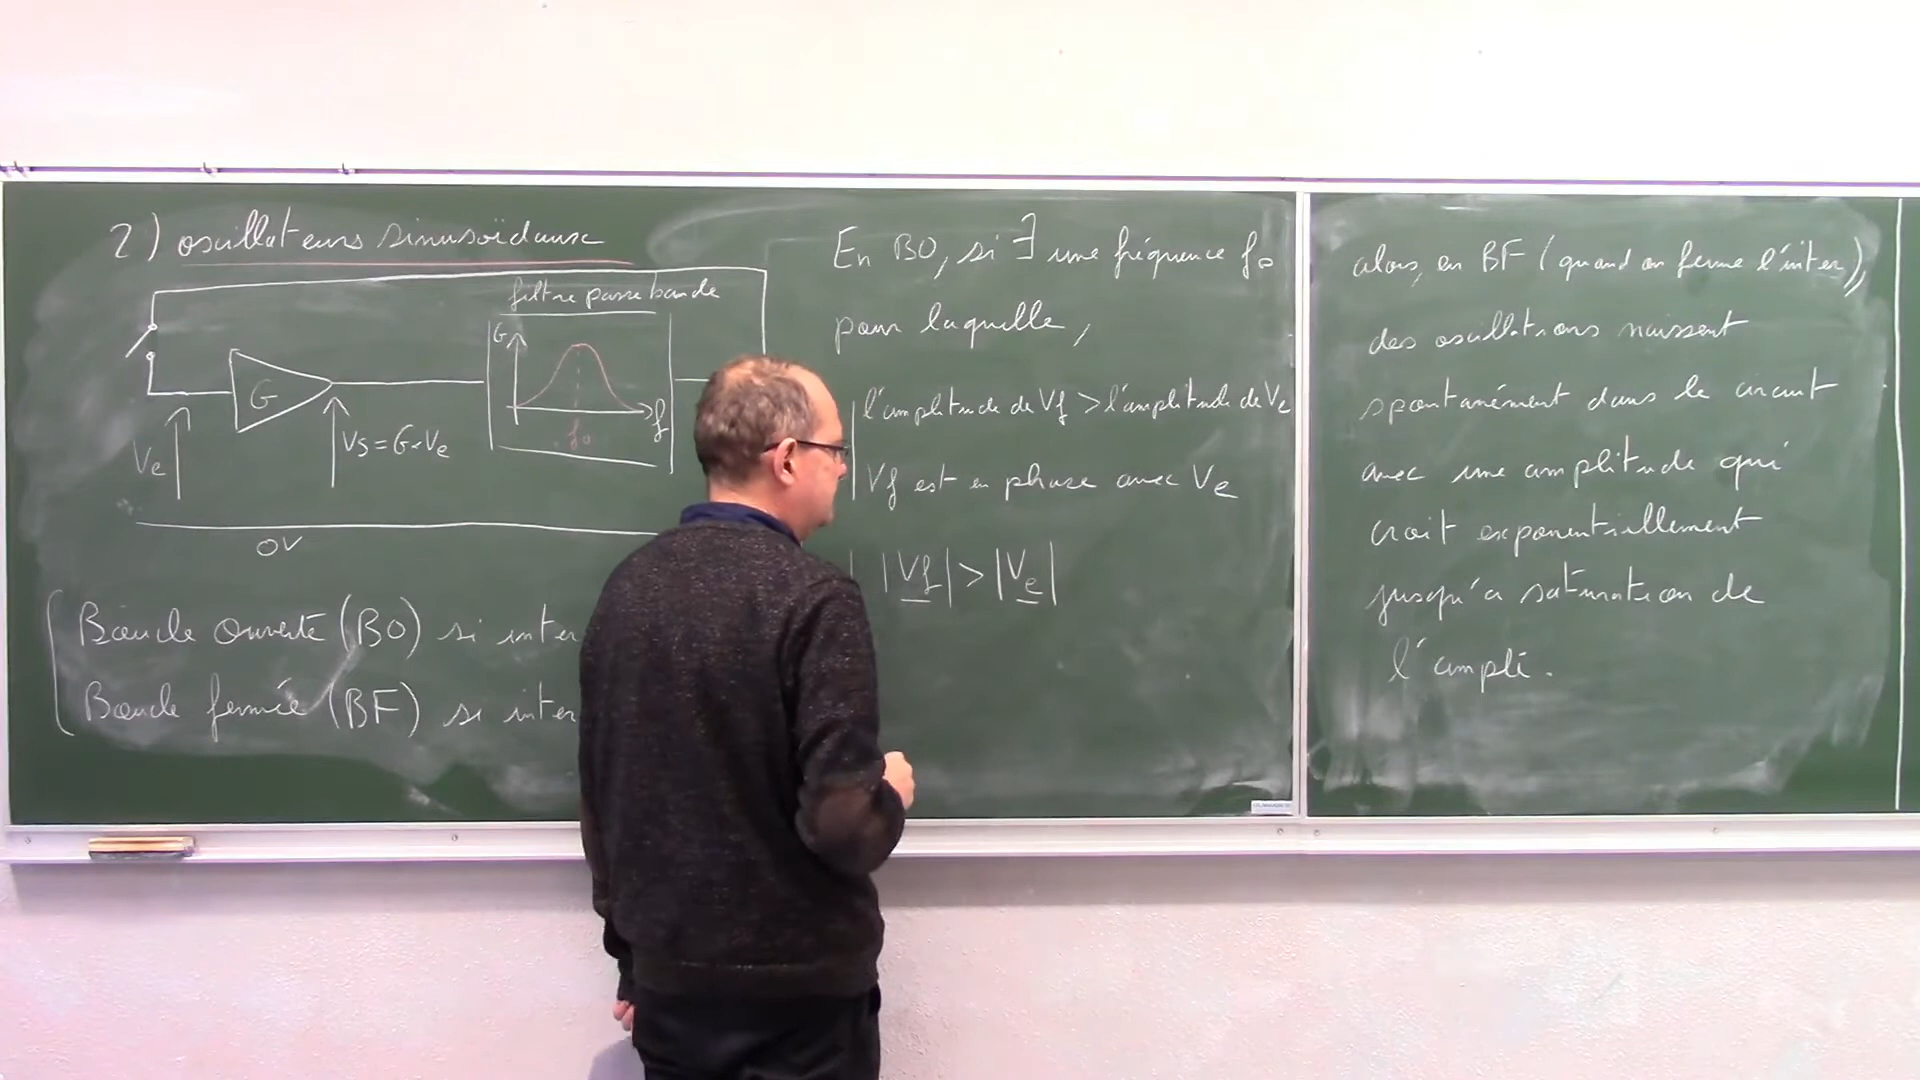 2) oscillateurs sinusoïdaux
filtre passe bande
G
f
f₀
G
Ve
Vs = G×Ve
0V
Boucle ouverte (BO) si inter
Boucle fermée (BF) si inter
En BO, si ∃ une fréquence f₀
pour laquelle,
l'amplitude de Vf > l'amplitude de Ve
Vf est en phase avec Ve
|Vf| > |Ve|
alors, en BF (quand on ferme l'inter),
des oscillations naissent
spontanément dans le circuit
avec une amplitude qui
croit exponentiellement
jusqu'à saturation de
l'ampli.